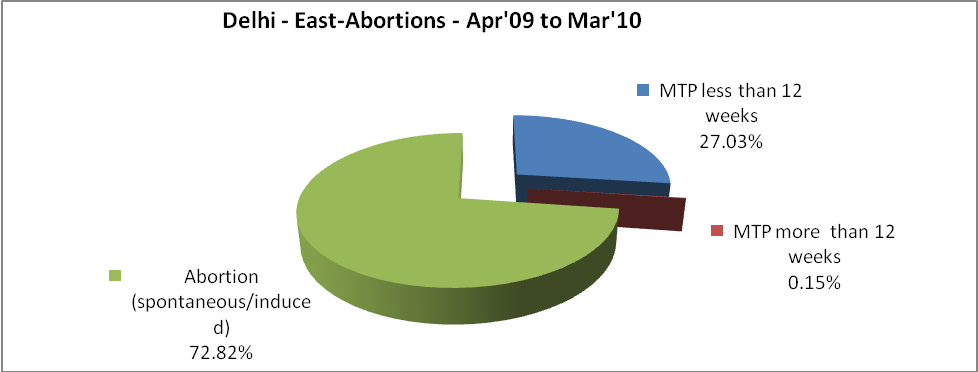 Delhi - East-Abortions - Apr'09 to Mar'10
MTP less than 12
weeks
27.03%
MTP more than 12
weeks
0.15%
Abortion
(spontaneous/induce
d)
72.82%